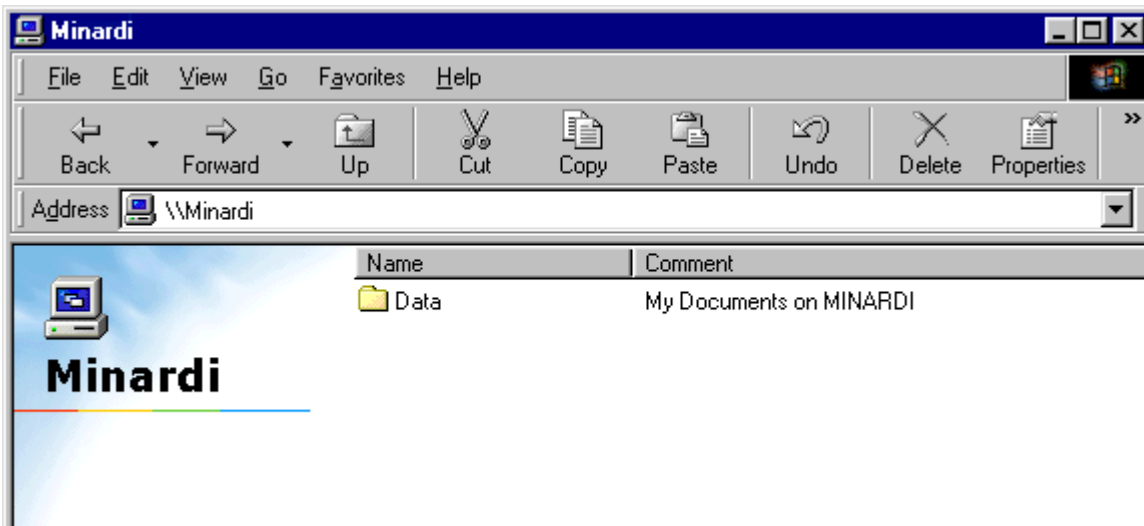 Minardi
File Edit View Go Favorites Help
Back Forward Up Cut Copy Paste Undo Delete Properties »
Address \\Minardi
Name Comment
Data My Documents on MINARDI
Minardi